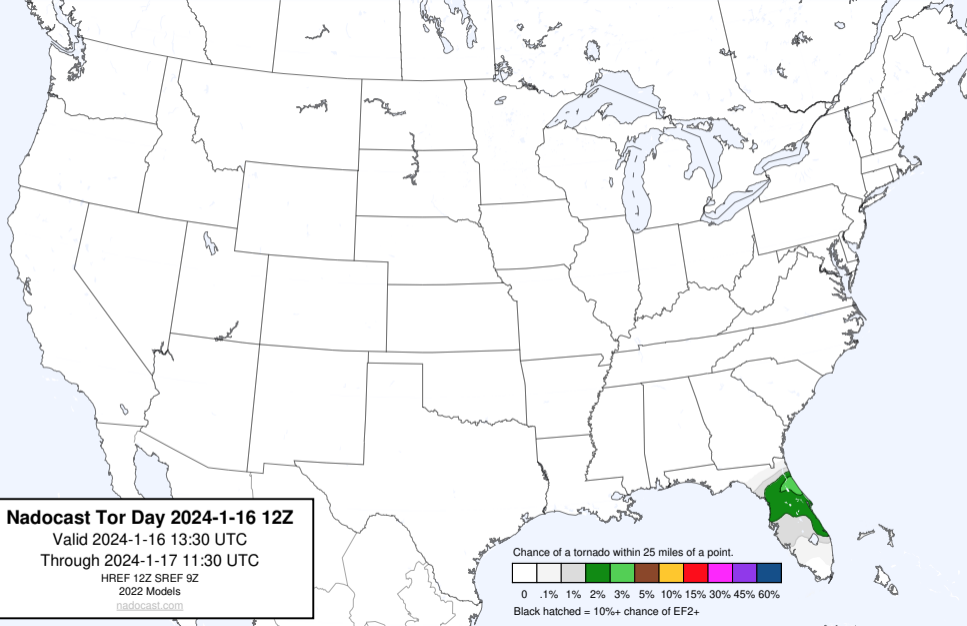 Nadocast Tor Day 2024-1-16 12Z
Valid 2024-1-16 13:30 UTC
Through 2024-1-17 11:30 UTC
HREF 12Z SREF 9Z
2022 Models
nadocast.com
Chance of a tornado within 25 miles of a point.
0 .1% 1% 2% 3% 5% 10% 15% 30% 45% 60%
Black hatched = 10%+ chance of EF2+